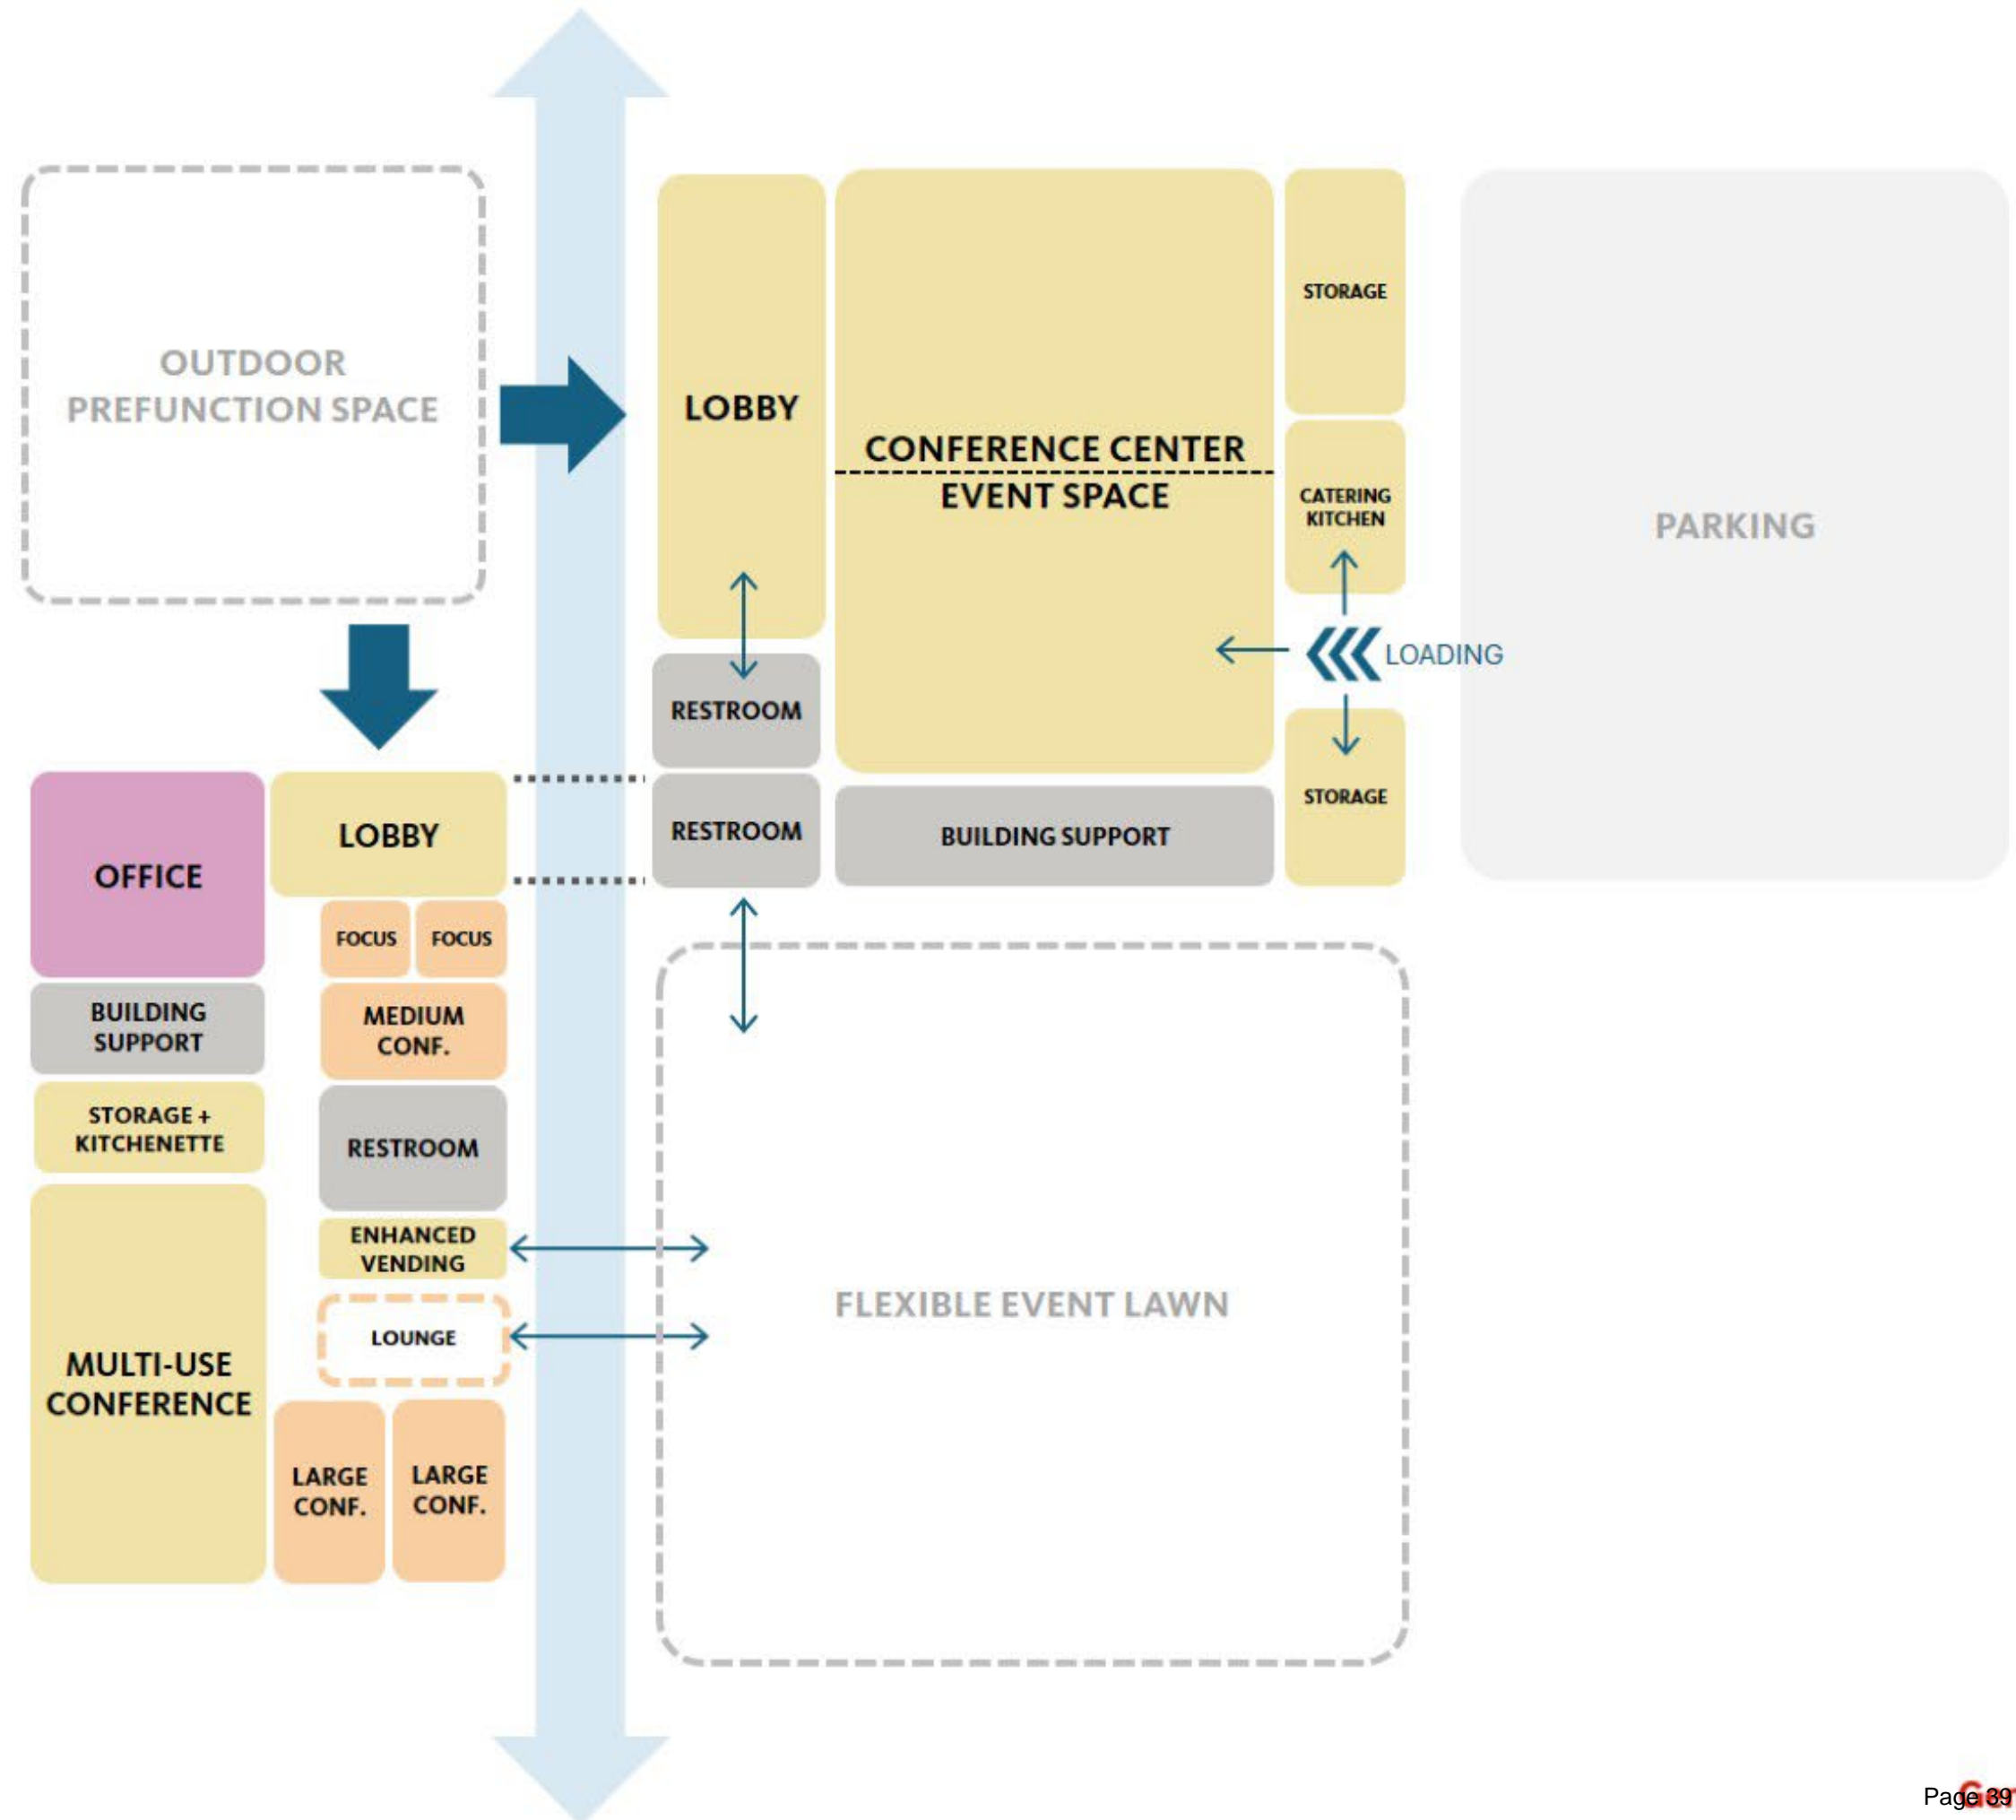 OUTDOOR
PREFUNCTION SPACE
LOBBY
CONFERENCE CENTER
EVENT SPACE
STORAGE
CATERING
KITCHEN
PARKING
LOADING
RESTROOM
STORAGE
RESTROOM
BUILDING SUPPORT
OFFICE
LOBBY
FOCUS
FOCUS
BUILDING
SUPPORT
MEDIUM
CONF.
STORAGE +
KITCHENETTE
RESTROOM
ENHANCED
VENDING
LOUNGE
FLEXIBLE EVENT LAWN
MULTI-USE
CONFERENCE
LARGE
CONF.
LARGE
CONF.
Page 39